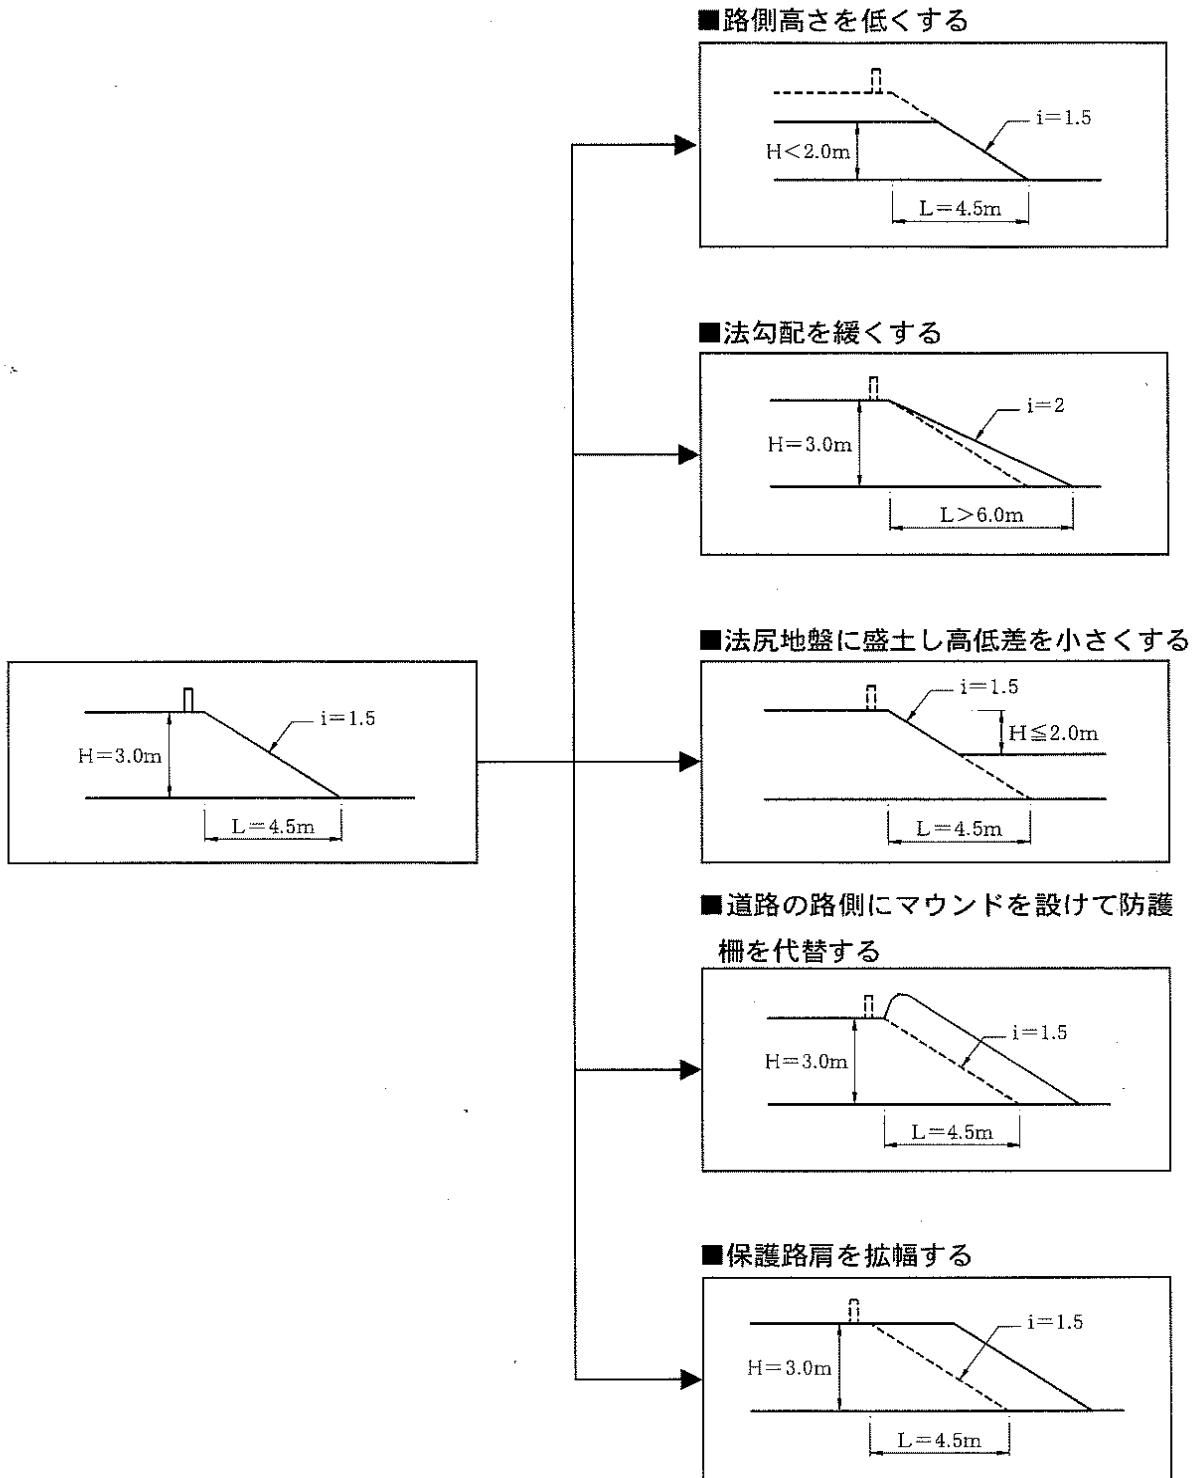 ■路側高さを低くする
i=1.5
H<2.0m
L=4.5m
■法勾配を緩くする
i=2
H=3.0m
L>6.0m
■法尻地盤に盛土し高低差を小さくする
i=1.5
H≦2.0m
L=4.5m
i=1.5
H=3.0m
L=4.5m
■道路の路側にマウンドを設けて防護
柵を代替する
i=1.5
H=3.0m
L=4.5m
■保護路肩を拡幅する
i=1.5
H=3.0m
L=4.5m